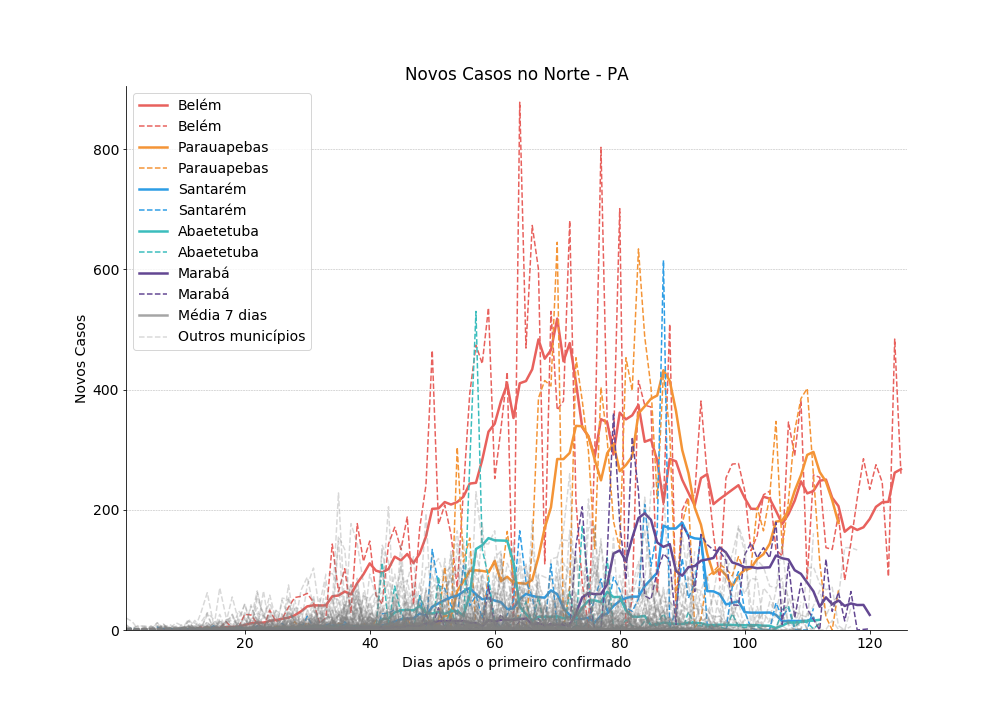 Novos Casos no Norte - PA
Belém
Belém
Parauapebas
Parauapebas
Santarém
Santarém
Abaetetuba
Abaetetuba
Marabá
Marabá
Média 7 dias
Outros municípios
Novos Casos
800
600
400
200
0
20 40 60 80 100 120
Dias após o primeiro confirmado